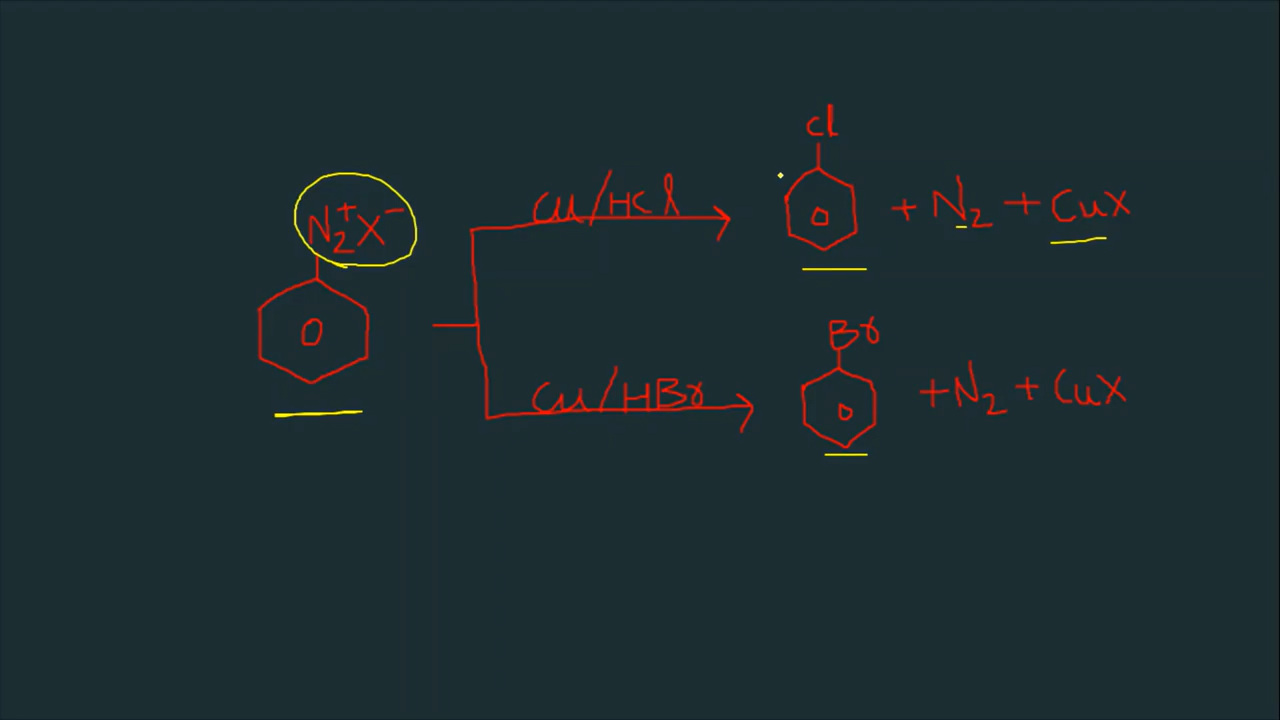 Cl
N₂⁺X⁻
Cu/HCl
+ N₂ + CuX
Br
Cu/HBr
+ N₂ + CuX